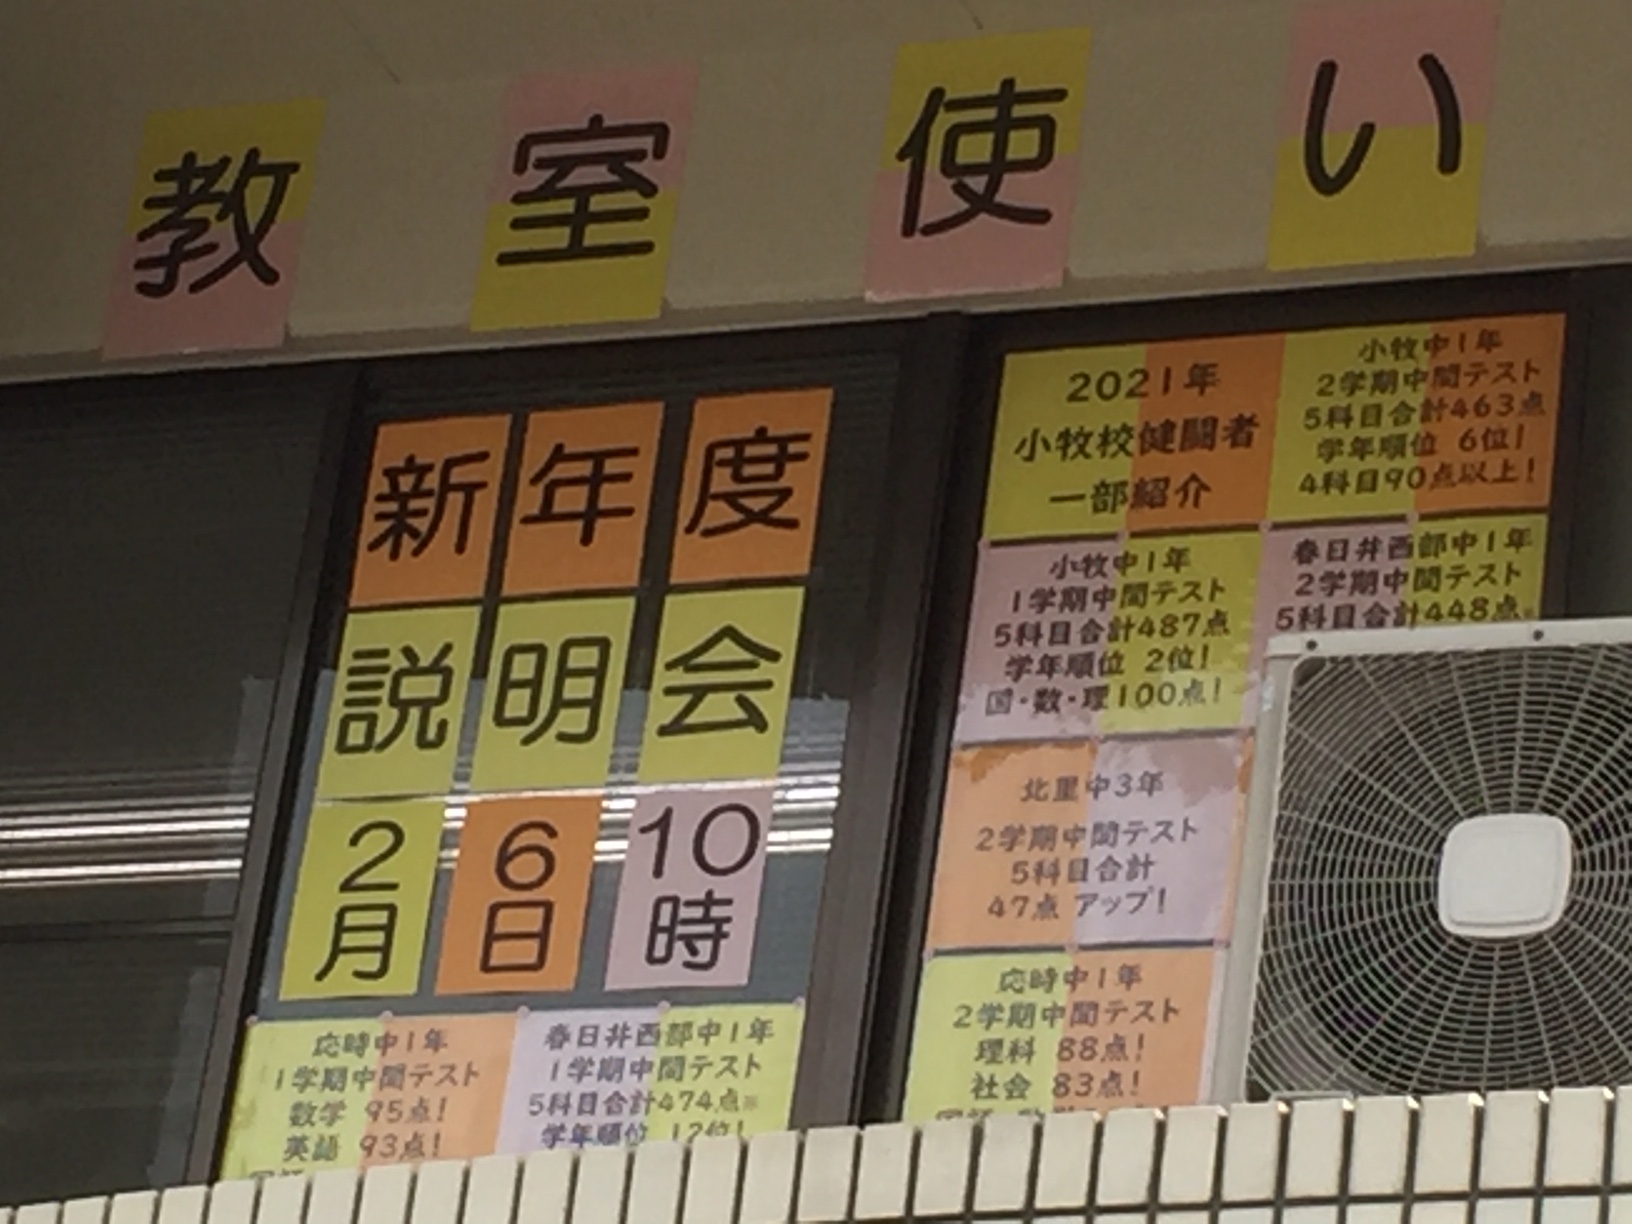 教室使い
新年度
説明会
2月 6日 10時
応時中1年
1学期中間テスト
数学 95点!
英語 93点!
春日井西部中1年
1学期中間テスト
5科目合計474点※
学年順位 12位!
2021年
小牧校健闘者
一部紹介
小牧中1年
2学期中間テスト
5科目合計463点
学年順位 6位!
4科目90点以上!
小牧中1年
1学期中間テスト
5科目合計487点
学年順位 2位!
国・数・理100点!
春日井西部中1年
2学期中間テスト
5科目合計448点※
北里中3年
2学期中間テスト
5科目合計
47点 アップ!
応時中1年
2学期中間テスト
理科 88点!
社会 83点!